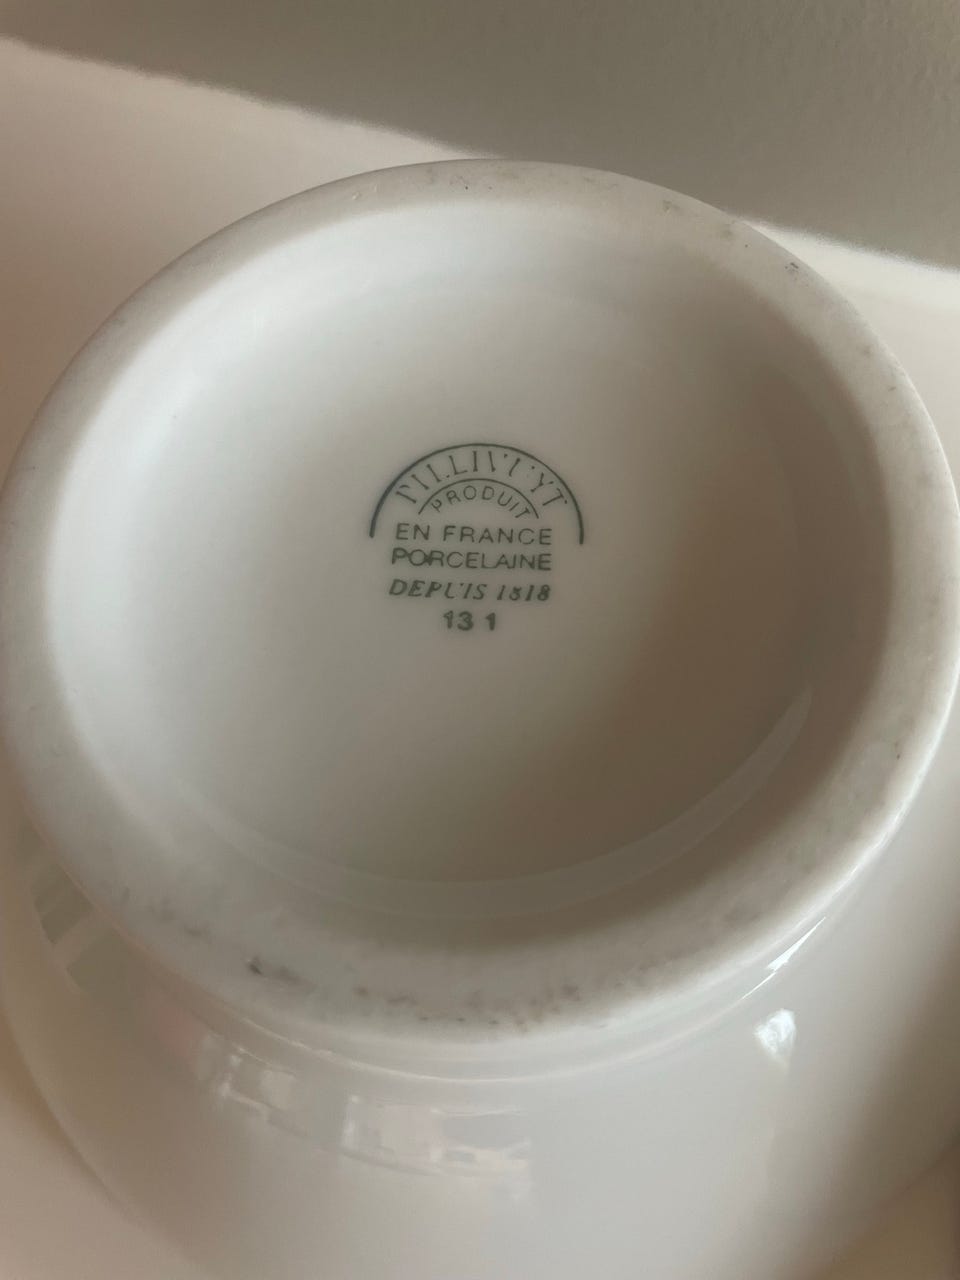 PILLIVUYT
PRODUIT
EN FRANCE
PORCELAINE
DEPUIS 1818
13 1